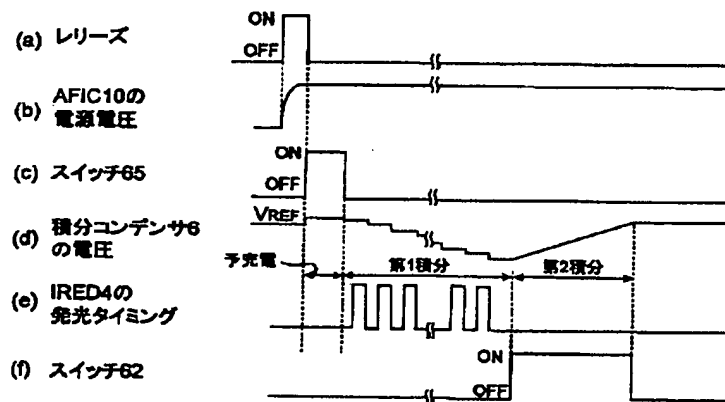 (a) レリーズ
ON
OFF
(b) AFIC10の
電源電圧
(c) スイッチ65
ON
OFF
(d) 積分コンデンサ6
の電圧
VREF
予充電
第1積分
第2積分
(e) IRED4の
発光タイミング
(f) スイッチ62
ON
OFF